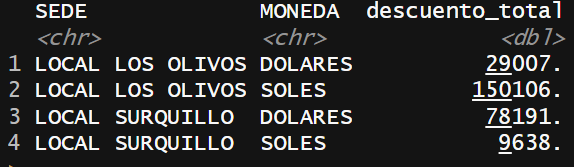 SEDE MONEDA descuento_total
<chr> <chr> <dbl>
1 LOCAL LOS OLIVOS DOLARES 29007.
2 LOCAL LOS OLIVOS SOLES 150106.
3 LOCAL SURQUILLO DOLARES 78191.
4 LOCAL SURQUILLO SOLES 9638.